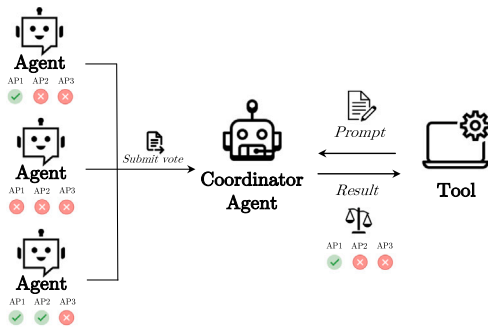 Agent
AP1 AP2 AP3
Agent
AP1 AP2 AP3
Agent
AP1 AP2 AP3
Submit vote
Coordinator
Agent
Prompt
Result
AP1 AP2 AP3
Tool